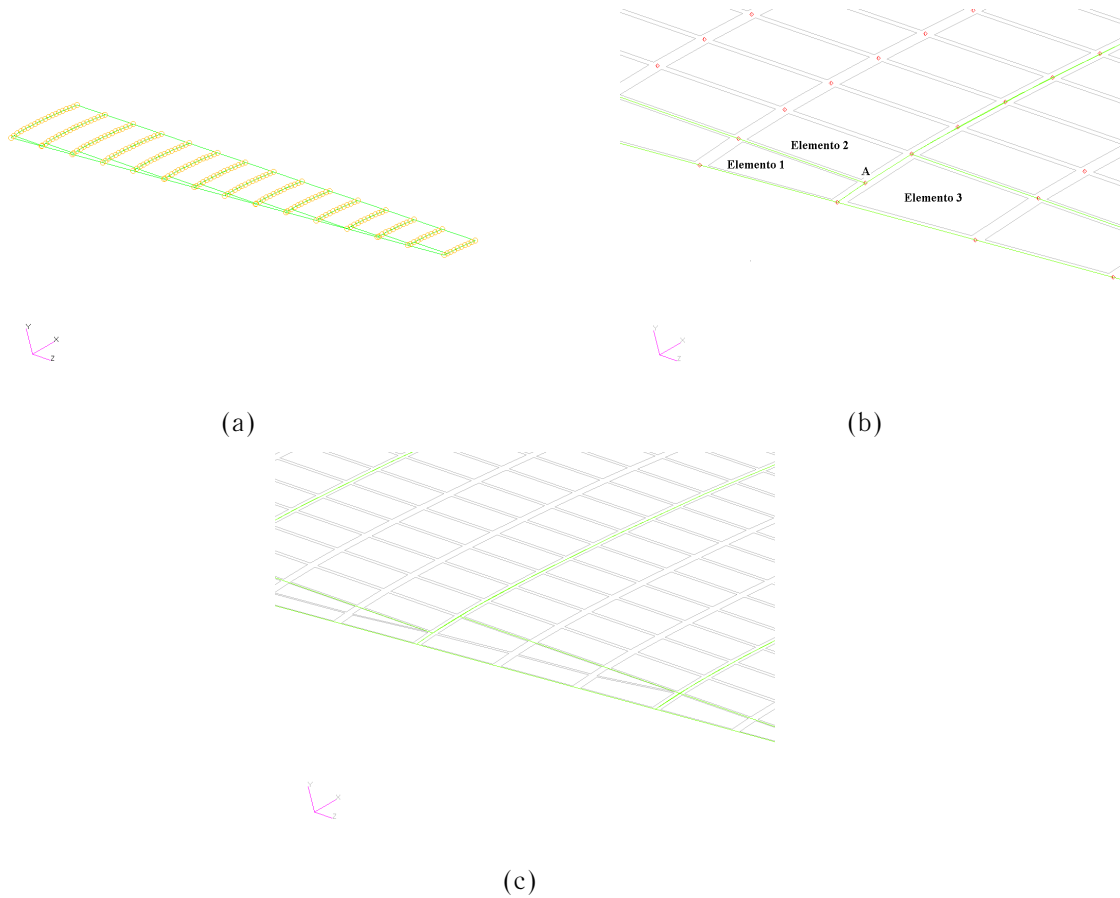 Y
X
Z
(a)
Elemento 1
Elemento 2
A
Elemento 3
Y
X
Z
(b)
Y
X
Z
(c)